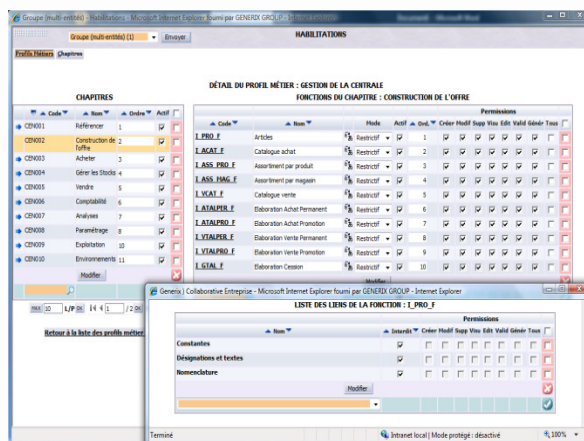 Groupe (multi-entités) - Habilitations - Microsoft Internet Explorer fourni par GENERIX GROUP - Internet Explorer
Groupe (multi-entités) (1) Envoyer HABILITATIONS
Profils Métiers Chapitres
DÉTAIL DU PROFIL MÉTIER : GESTION DE LA CENTRALE
CHAPITRES FONCTIONS DU CHAPITRE : CONSTRUCTION DE L'OFFRE
Permissions
Code Nom Ordre Actif Code Nom Mode Actif Ord. Créer Modif Supp Visu Edit Valid Génér Tous
CEN001 Référencer 1 I_PRO_F Articles Restrictif 1
CEN002 Construction de l'offre 2 I_ACAT_F Catalogue achat Restrictif 2
CEN003 Acheter 3 I_ASS_PRO_F Assortiment par produit Restrictif 3
CEN004 Gérer les Stocks 4 I_ASS_MAG_F Assortiment par magasin Restrictif 4
CEN005 Vendre 5 I_VCAT_F Catalogue vente Restrictif 5
CEN006 Comptabilité 6 I_ATALPER_F Elaboration Achat Permanent Restrictif 6
CEN007 Analyses 7 I_ATALPRO_F Elaboration Achat Promotion Restrictif 7
CEN008 Paramétrage 8 I_VTALPER_F Elaboration Vente Permanent Restrictif 8
CEN009 Exploitation 10 I_VTALPRO_F Elaboration Vente Promotion Restrictif 9
CEN010 Environnements 11 I_GTAL_F Elaboration Cession Restrictif 10
Modifier
MAX 10 L/P OK 1 / 2 OK
Retour à la liste des profils métier
Generix | Collaborative Entreprise - Microsoft Internet Explorer fourni par GENERIX GROUP - Internet Explorer
LISTE DES LIENS DE LA FONCTION : I_PRO_F
Permissions
Nom Interdit Créer Modif Supp Visu Edit Valid Génér Tous
Constantes
Désignations et textes
Nomenclature
Modifier
Terminé Intranet local | Mode protégé : désactivé 100%